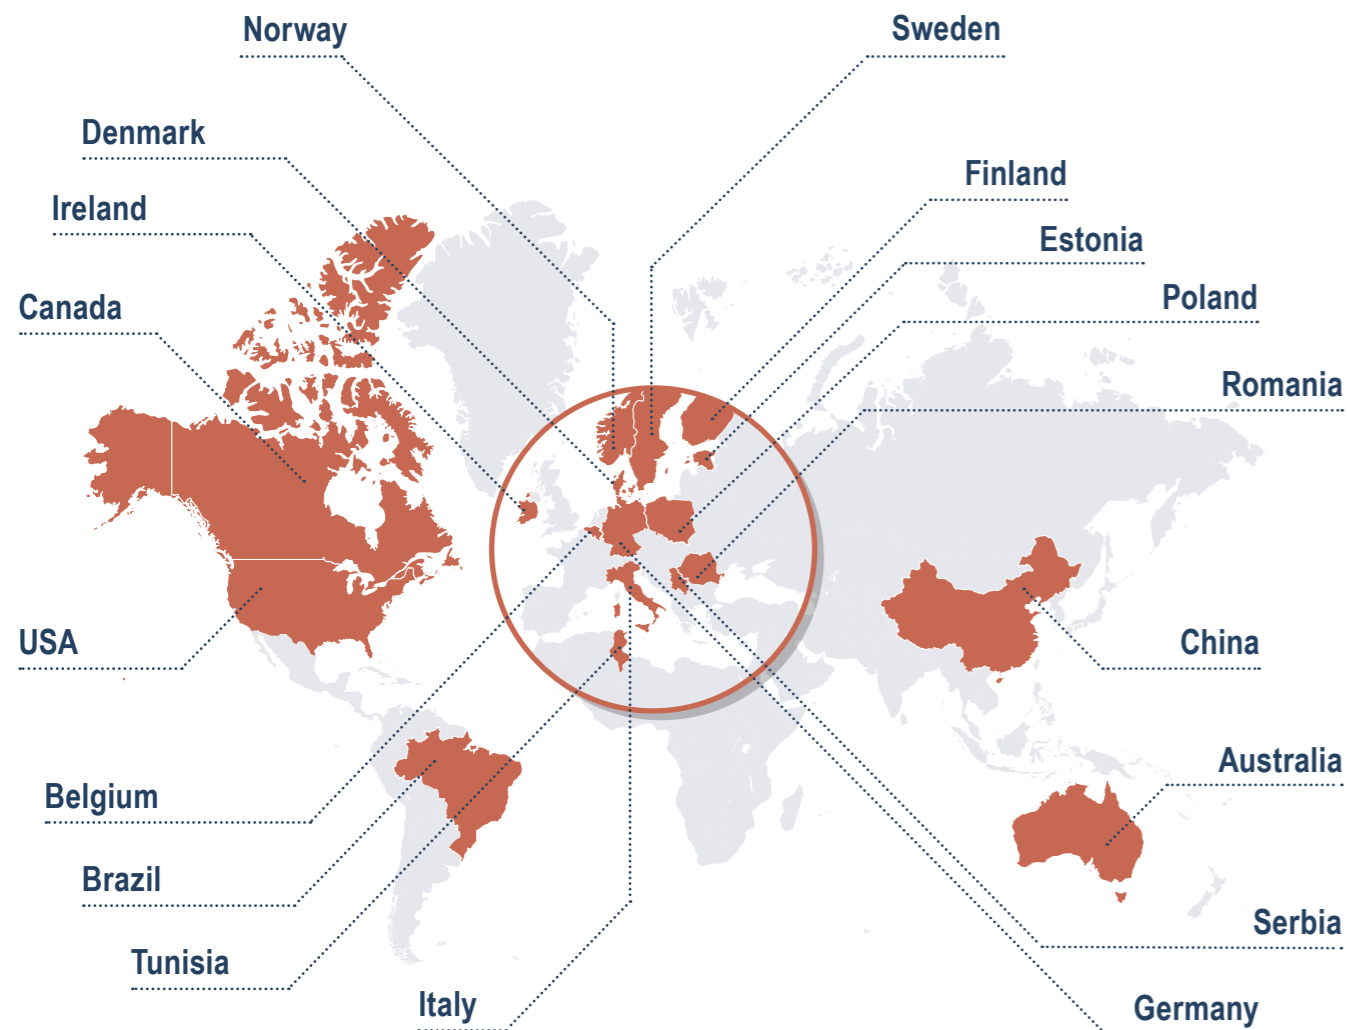 Norway
Sweden
Denmark
Finland
Ireland
Estonia
Canada
Poland
Romania
USA
China
Australia
Belgium
Brazil
Serbia
Tunisia
Italy
Germany